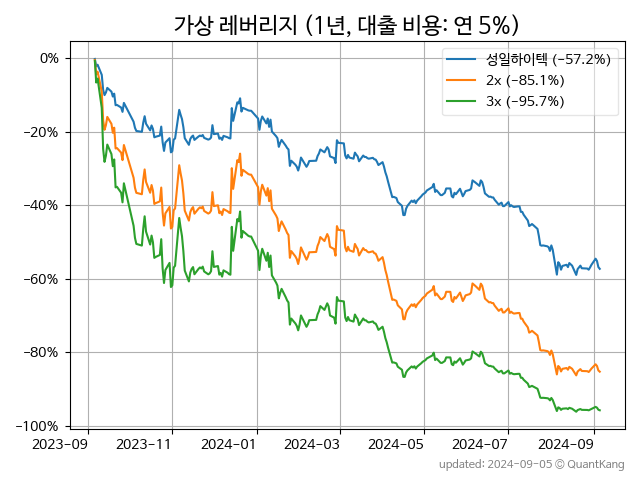 가상 레버리지 (1년, 대출 비용: 연 5%)
성일하이텍 (−57.2%)
2x (−85.1%)
3x (−95.7%)
0%
−20%
−40%
−60%
−80%
−100%
2023-09
2023-11
2024-01
2024-03
2024-05
2024-07
2024-09
updated: 2024-09-05 © QuantKang